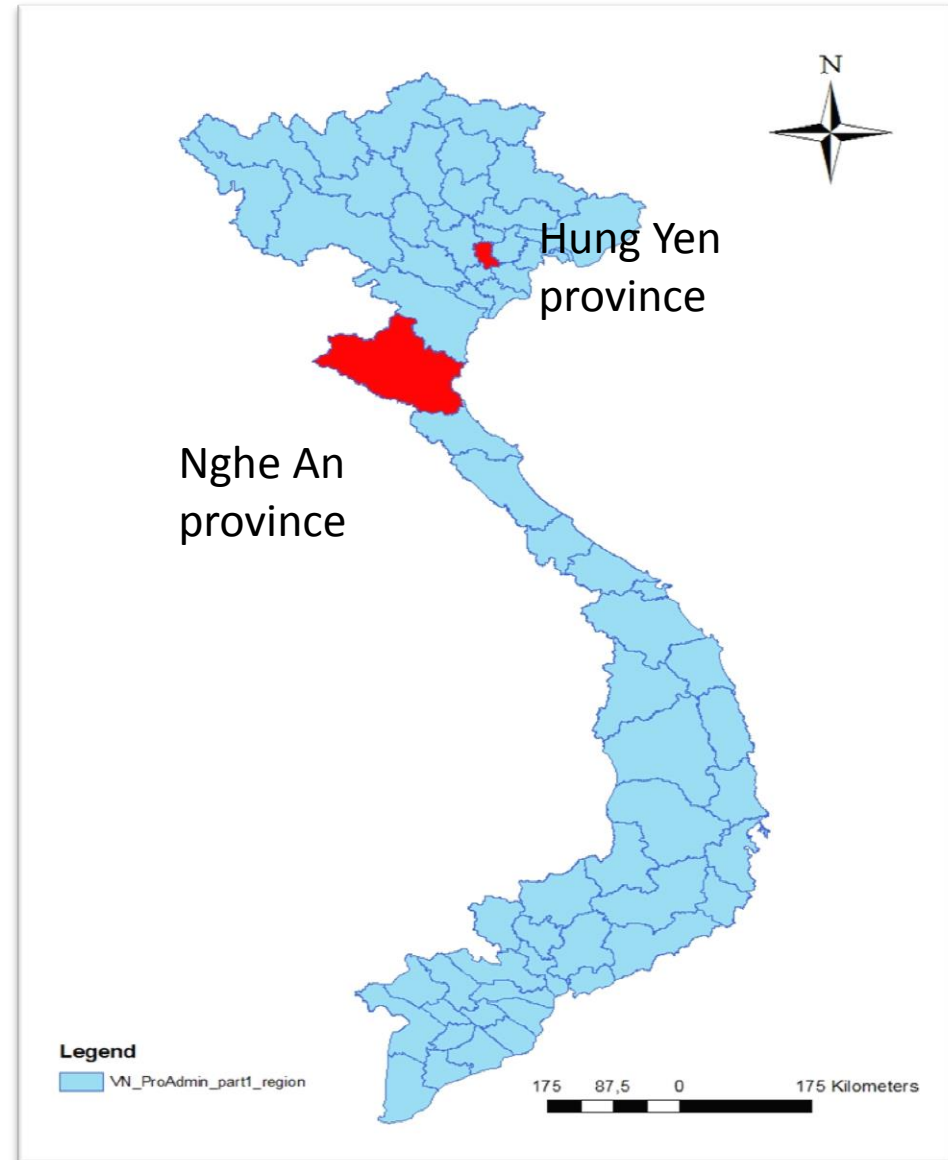 N
Hung Yen
province
Nghe An
province
Legend
VN_ProAdmin_part1_region
175 87,5 0 175 Kilometers